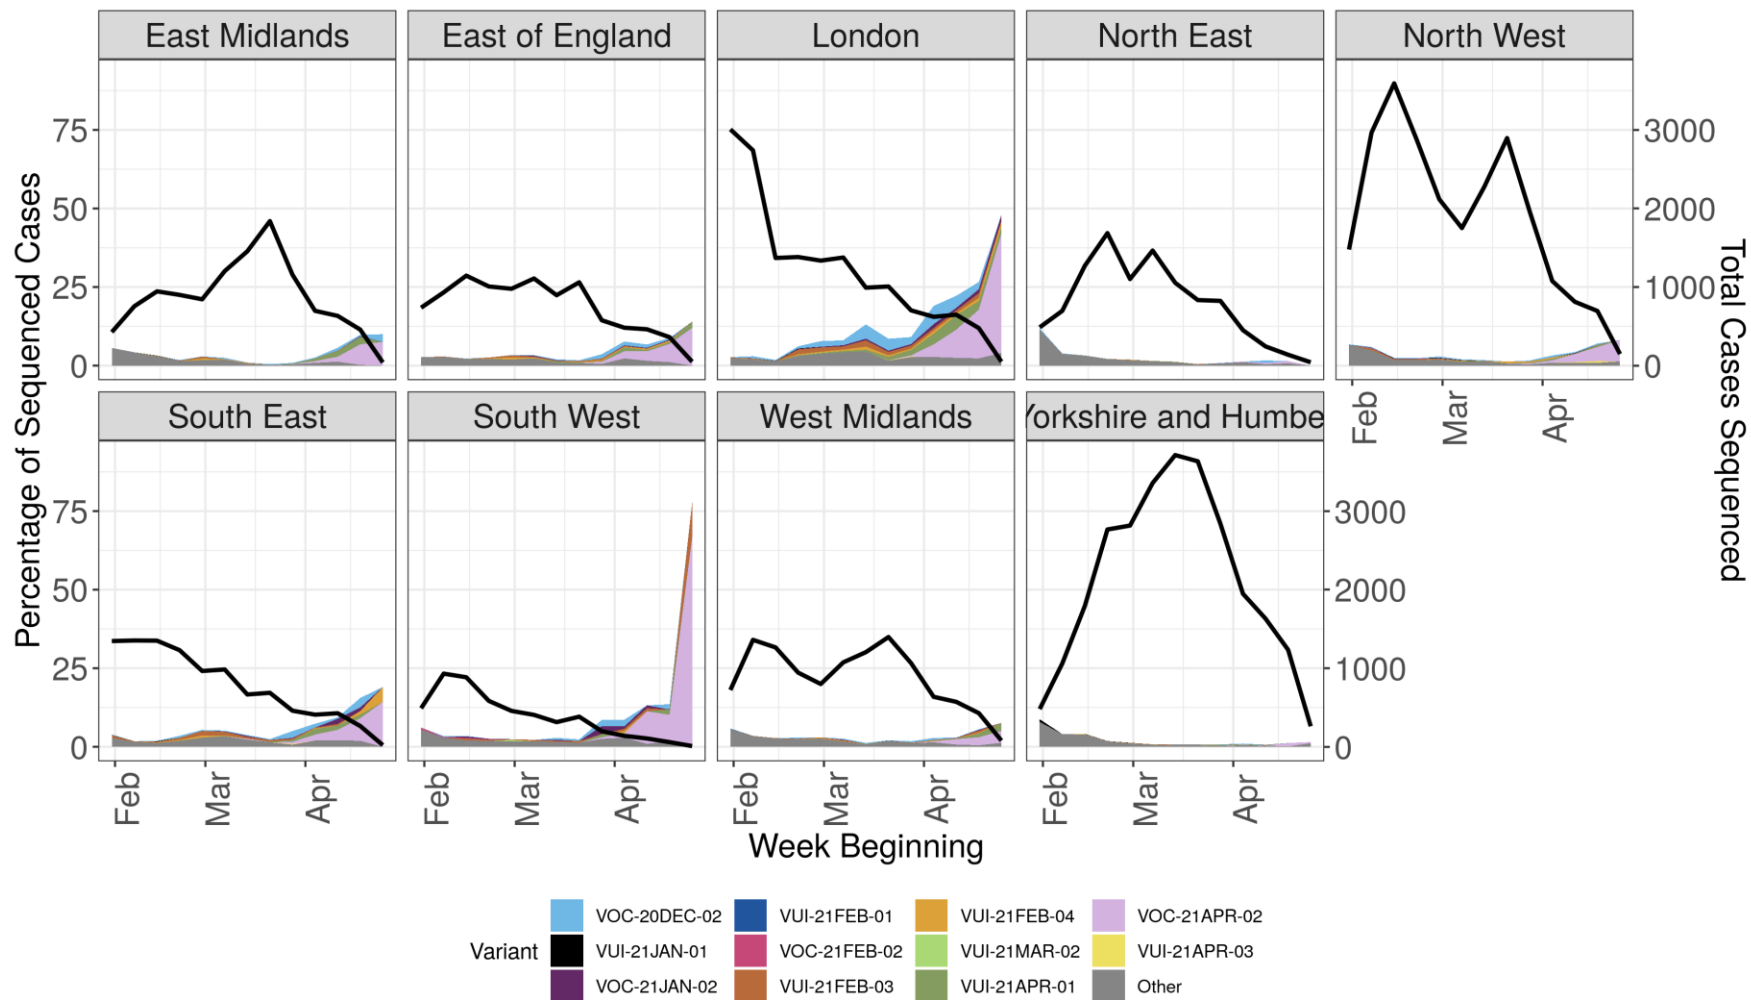 East Midlands East of England London North East North West
75
50
25
0
3000
2000
1000
0
Feb Mar Apr
South East South West West Midlands Yorkshire and Humbe
75
50
25
0
3000
2000
1000
0
Feb Mar Apr Feb Mar Apr Feb Mar Apr Feb Mar Apr
Percentage of Sequenced Cases
Total Cases Sequenced
Week Beginning
Variant
VOC-20DEC-02 VUI-21FEB-01 VUI-21FEB-04 VOC-21APR-02
VUI-21JAN-01 VOC-21FEB-02 VUI-21MAR-02 VUI-21APR-03
VOC-21JAN-02 VUI-21FEB-03 VUI-21APR-01 Other